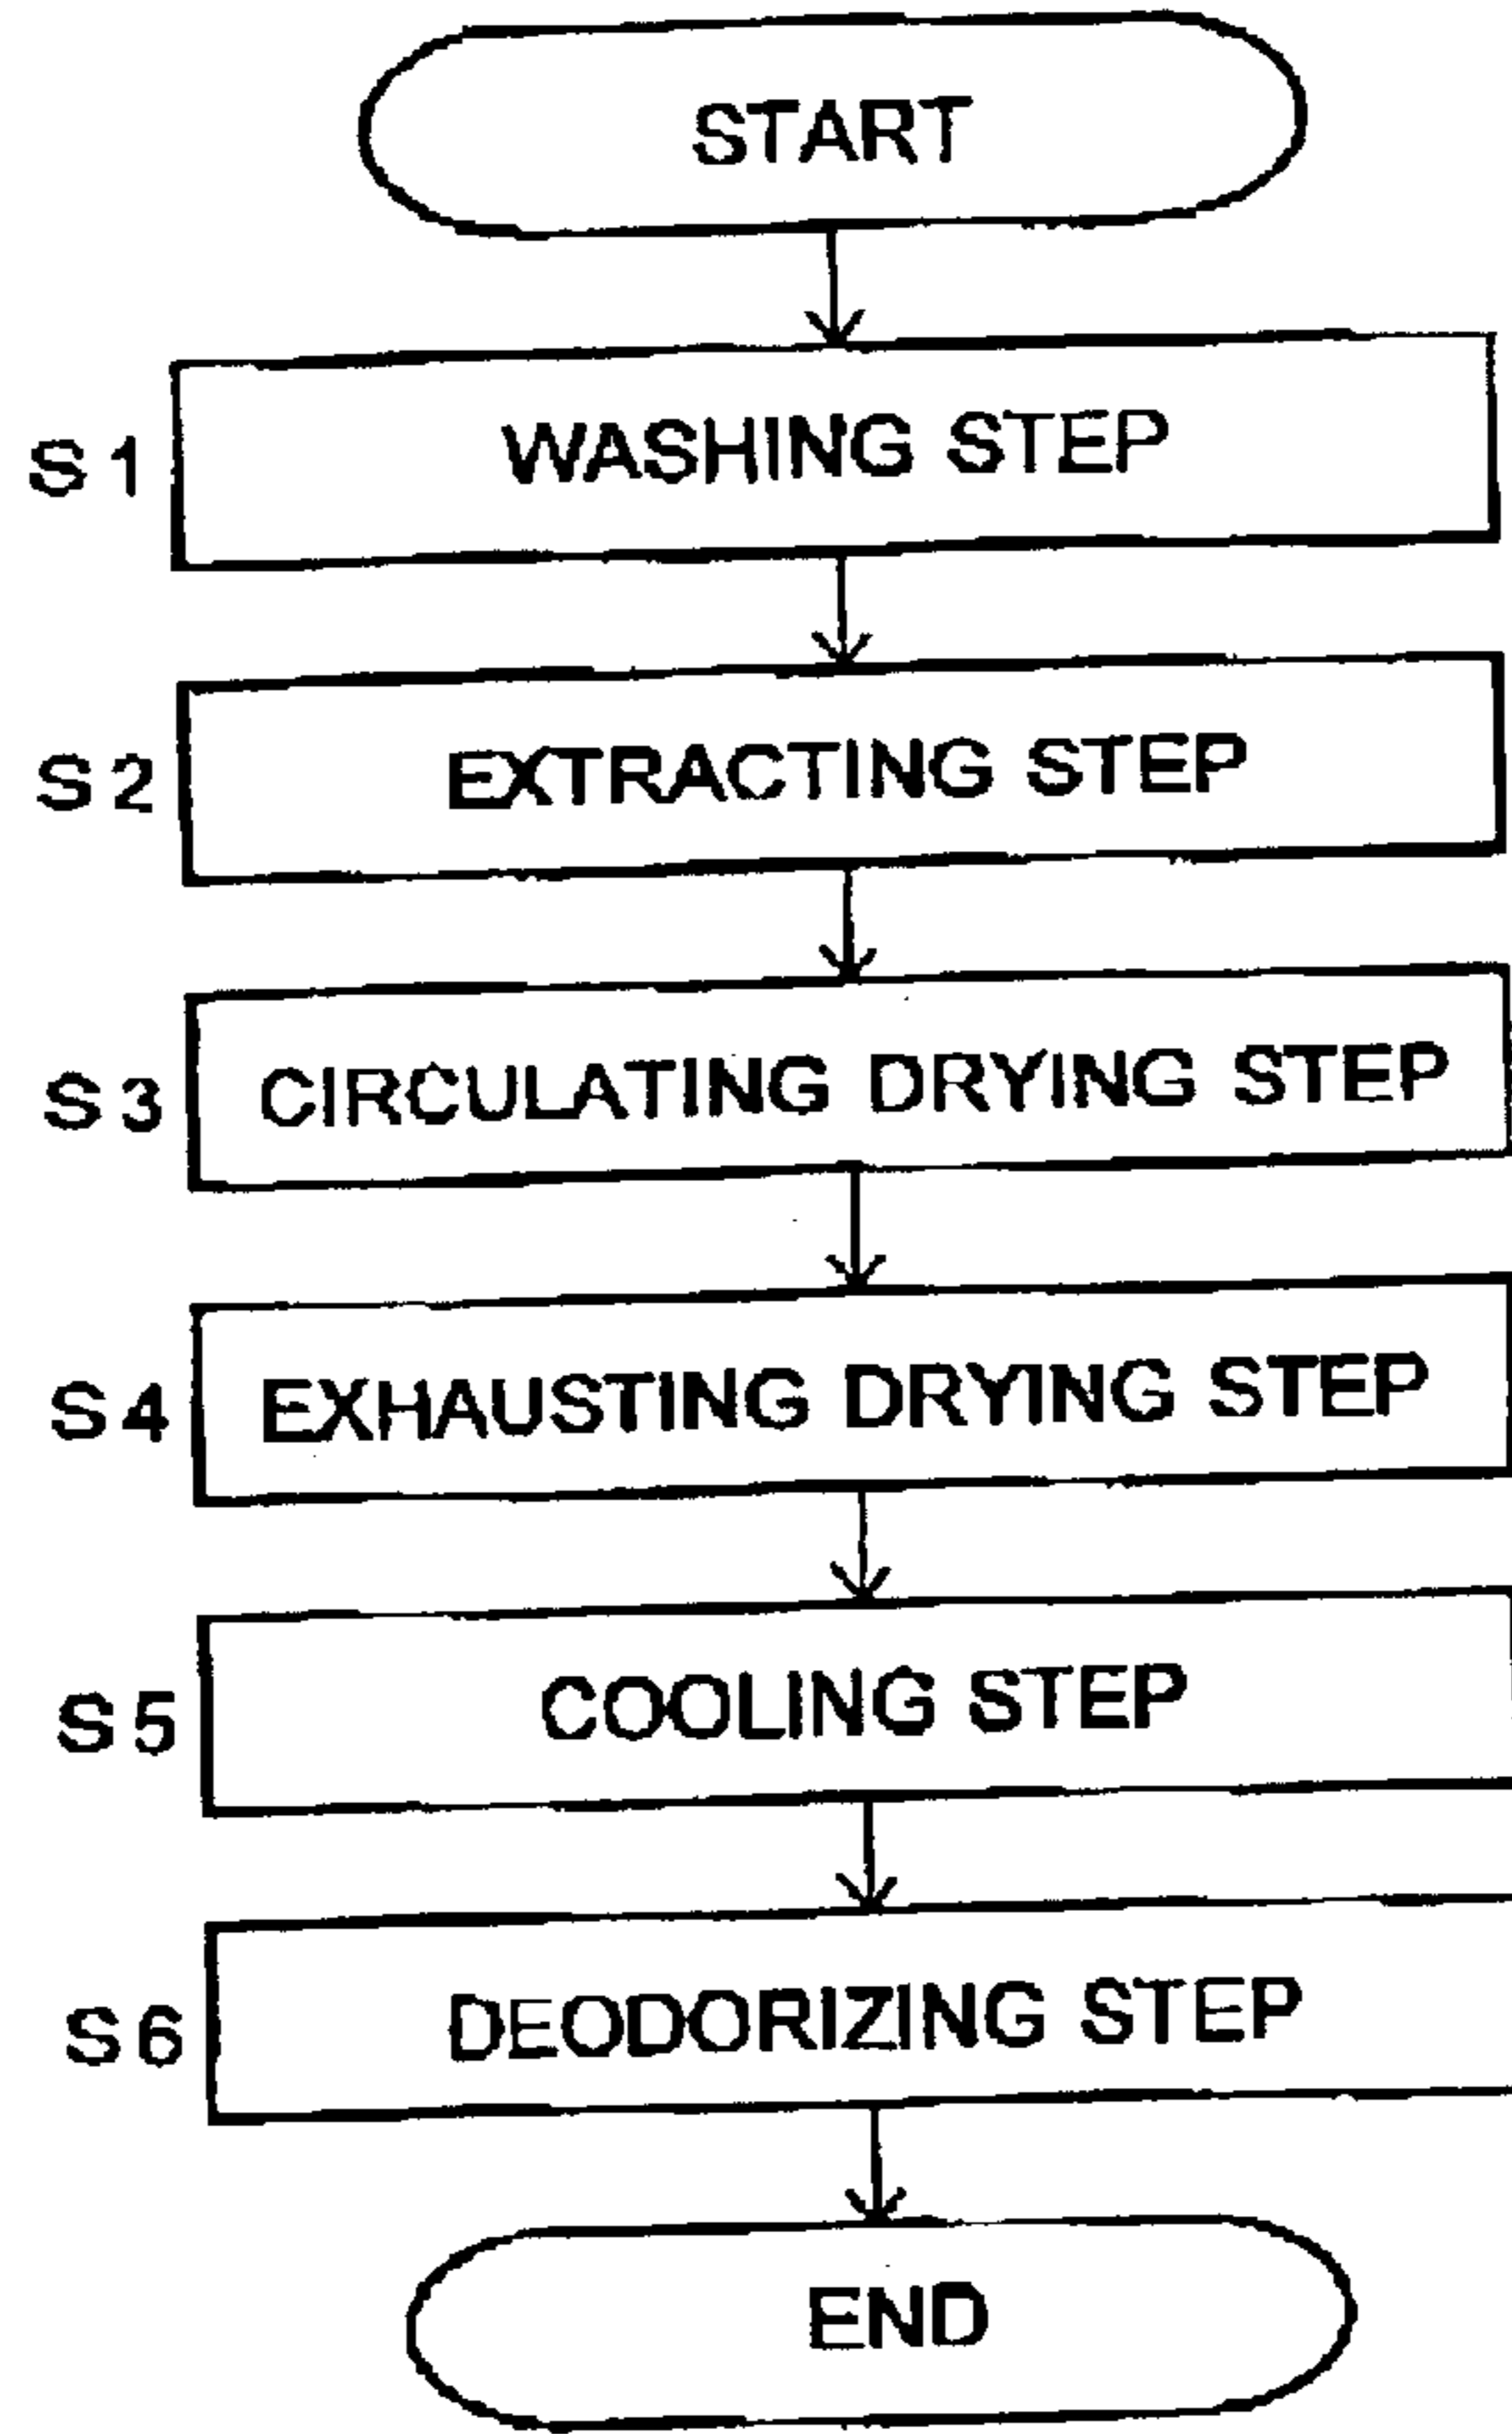 START
S1 WASHING STEP
S2 EXTRACTING STEP
S3 CIRCULATING DRYING STEP
S4 EXHAUSTING DRYING STEP
S5 COOLING STEP
S6 DEODORIZING STEP
END